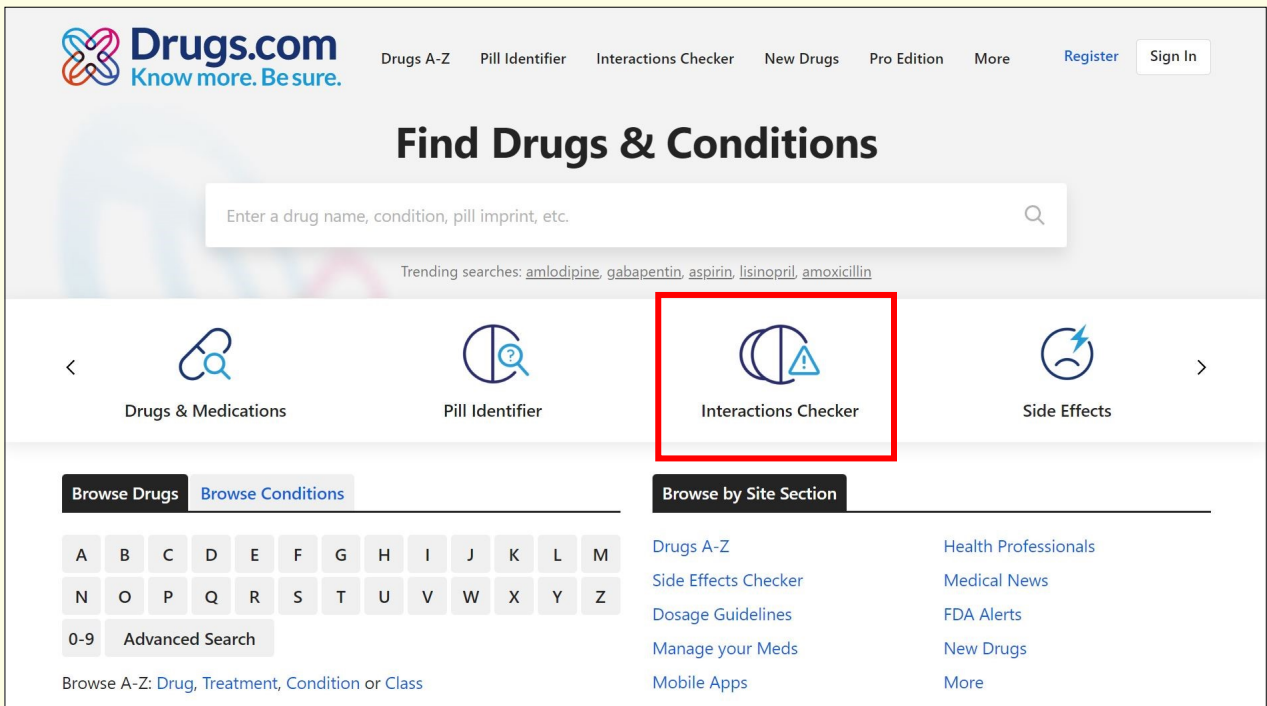 Drugs.com
Know more. Be sure.
Drugs A-Z Pill Identifier Interactions Checker New Drugs Pro Edition More Register Sign In
Find Drugs & Conditions
Enter a drug name, condition, pill imprint, etc.
Trending searches: amlodipine, gabapentin, aspirin, lisinopril, amoxicillin
Drugs & Medications Pill Identifier Interactions Checker Side Effects
Browse Drugs Browse Conditions
A B C D E F G H I J K L M
N O P Q R S T U V W X Y Z
0-9 Advanced Search
Browse A-Z: Drug, Treatment, Condition or Class
Browse by Site Section
Drugs A-Z
Side Effects Checker
Dosage Guidelines
Manage your Meds
Mobile Apps
Health Professionals
Medical News
FDA Alerts
New Drugs
More